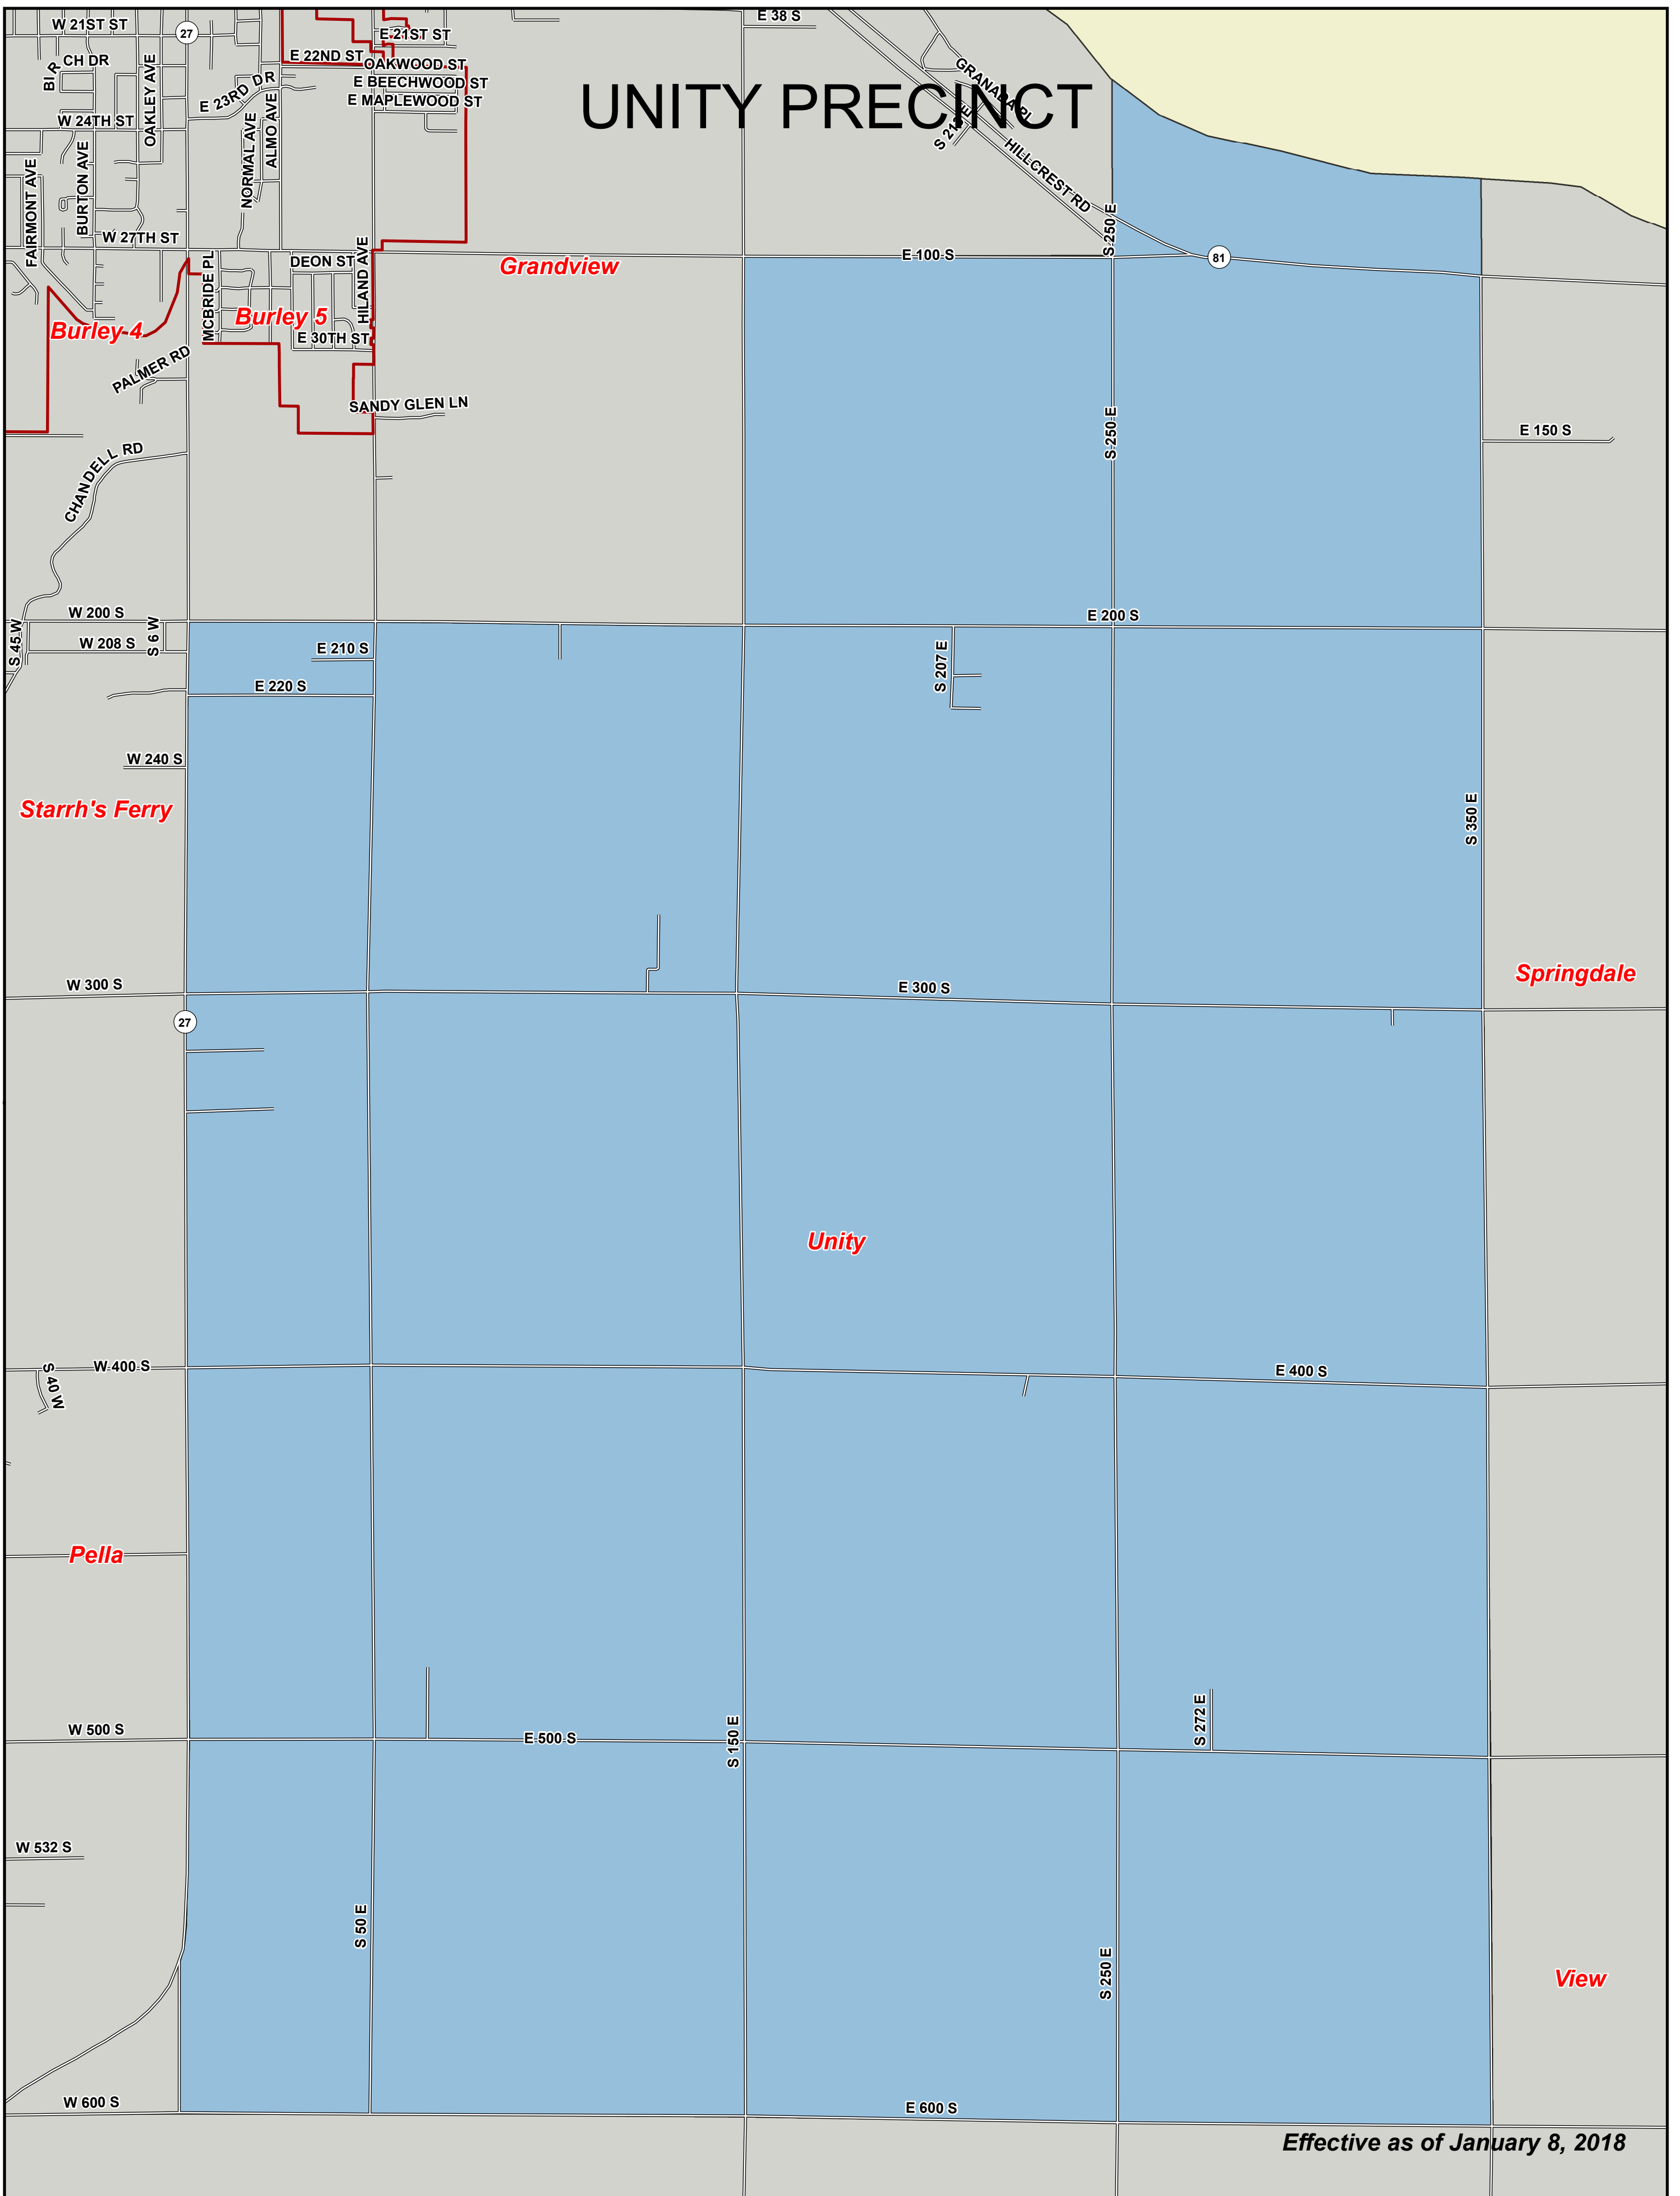 W 21ST ST
27
E 21ST ST
E 38 S
E 22ND ST
OAKWOOD ST
CH DR
BI R
OAKLEY AVE
E 23RD DR
E BEECHWOOD ST
E MAPLEWOOD ST
UNITY PRECINCT
GRANADA PL
W 24TH ST
NORMAL AVE
ALMO AVE
HILLCREST RD
FAIRMONT AVE
BURTON AVE
W 27TH ST
S 250 E
HILAND AVE
DEON ST
Grandview
E 100 S
81
MCBRIDE PL
Burley 4
Burley 5
E 30TH ST
PALMER RD
SANDY GLEN LN
S 250 E
E 150 S
CHANDELL RD
W 200 S
E 200 S
S 45 W
W 208 S
S 6 W
E 210 S
S 207 E
E 220 S
W 240 S
Starrh's Ferry
S 350 E
Springdale
W 300 S
E 300 S
27
Unity
W 400 S
E 400 S
S 40 W
Pella
W 500 S
E 500 S
S 150 E
S 272 E
W 532 S
S 50 E
S 250 E
View
W 600 S
E 600 S
Effective as of January 8, 2018